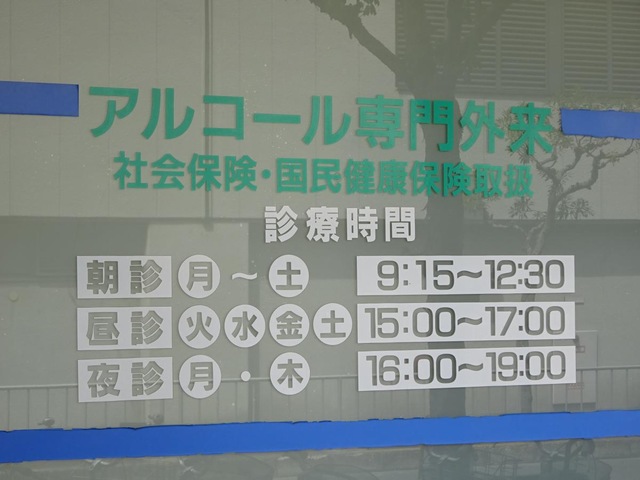 アルコール専門外来
社会保険・国民健康保険取扱
診療時間
朝診 月～土 9:15～12:30
昼診 火水金土 15:00～17:00
夜診 月・木 16:00～19:00